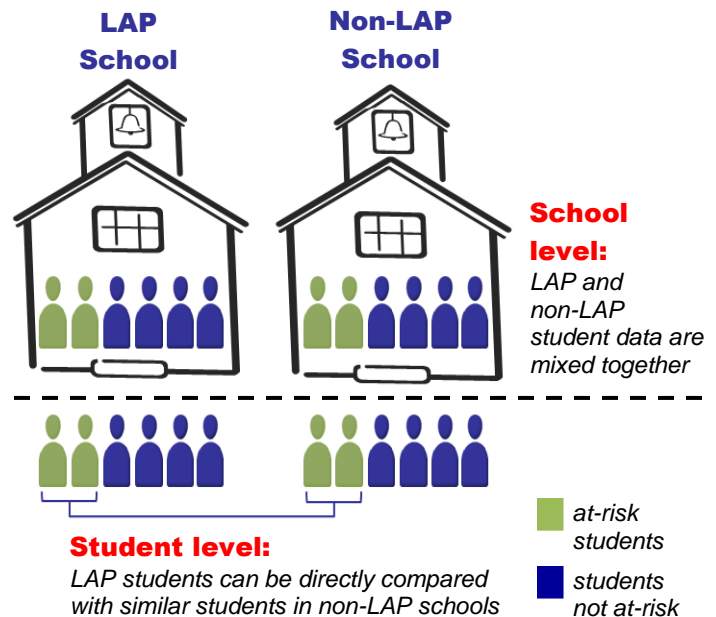 LAP
School
Non-LAP
School
School
level:
LAP and
non-LAP
student data are
mixed together
Student level:
LAP students can be directly compared
with similar students in non-LAP schools
at-risk
students
students
not at-risk